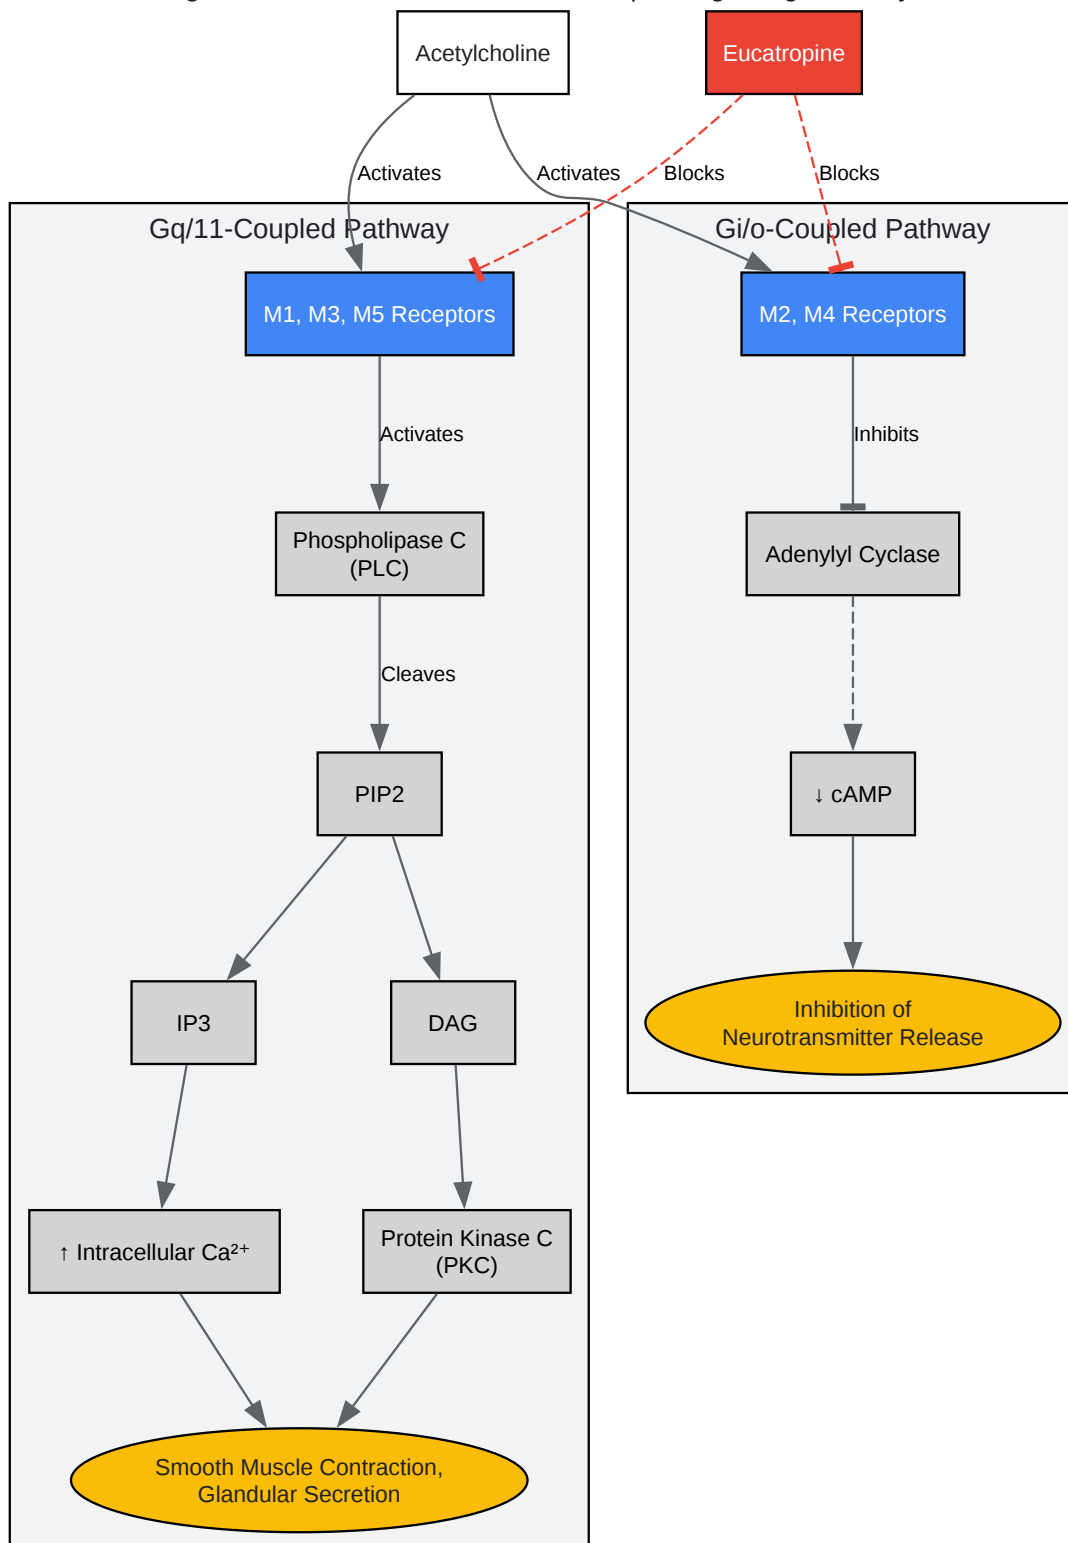 Acetylcholine
Eucatropine
Activates
Activates
Blocks
Blocks
Gq/11-Coupled Pathway
Gi/o-Coupled Pathway
M1, M3, M5 Receptors
M2, M4 Receptors
Activates
Inhibits
Phospholipase C
(PLC)
Adenylyl Cyclase
Cleaves
PIP2
↓ cAMP
IP3
DAG
Inhibition of
Neurotransmitter Release
↑ Intracellular Ca²⁺
Protein Kinase C
(PKC)
Smooth Muscle Contraction,
Glandular Secretion